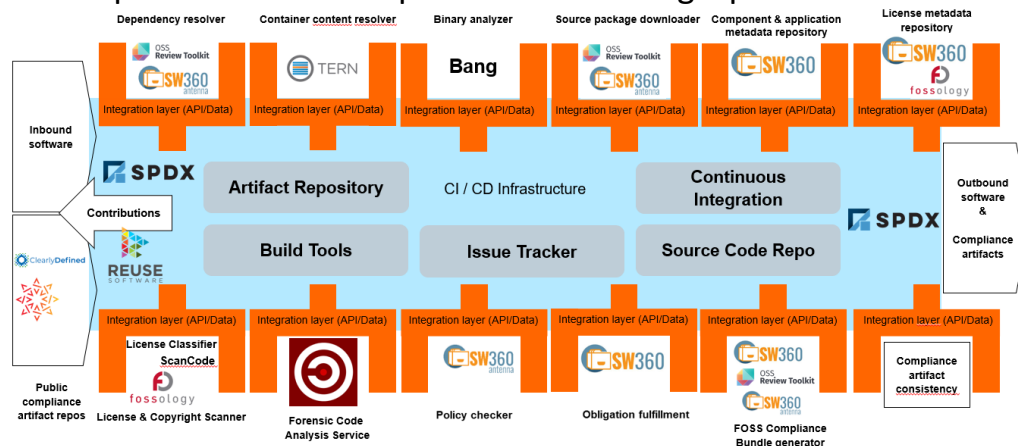 Dependency resolver
Container content resolver
Binary analyzer
Source package downloader
Component & application
metadata repository
License metadata
repository
OSS
Review Toolkit
SW360
antenna
TERN
Bang
OSS
Review Toolkit
SW360
antenna
SW360
SW360
fossology
Integration layer (API/Data)
Integration layer (API/Data)
Integration layer (API/Data)
Integration layer (API/Data)
Integration layer (API/Data)
Integration layer (API/Data)
Inbound
software
SPDX
Contributions
ClearlyDefined
REUSE
SOFTWARE
Artifact Repository
CI / CD Infrastructure
Continuous
Integration
Build Tools
Issue Tracker
Source Code Repo
SPDX
Outbound
software
&
Compliance
artifacts
Integration layer (API/Data)
Integration layer (API/Data)
Integration layer (API/Data)
Integration layer (API/Data)
Integration layer (API/Data)
Integration layer (API/Data)
Public
compliance
artifact repos
License Classifier
ScanCode
fossology
License & Copyright Scanner
Forensic Code
Analysis Service
SW360
antenna
Policy checker
SW360
Obligation fulfillment
SW360
OSS
Review Toolkit
SW360
antenna
FOSS Compliance
Bundle generator
Compliance
artifact
consistency